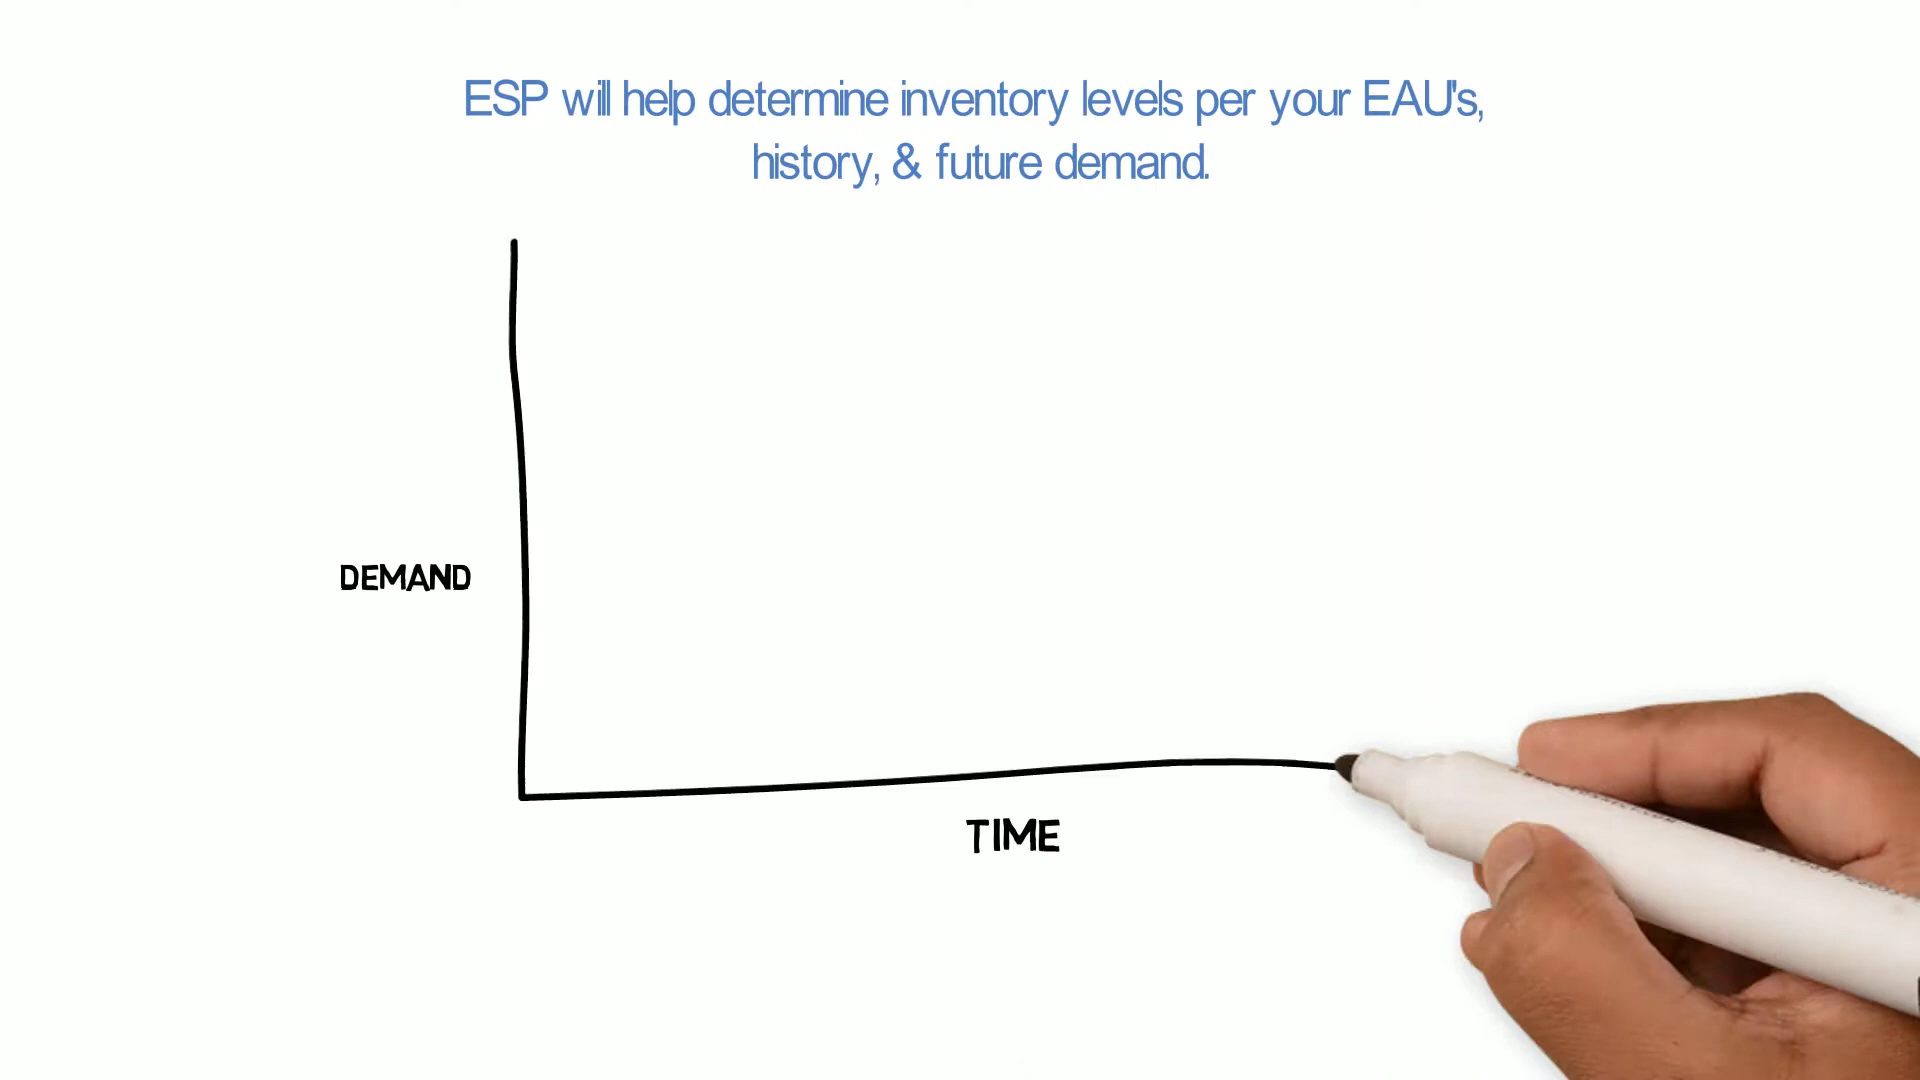 ESP will help determine inventory levels per your EAU's,
history, & future demand.
DEMAND
TIME